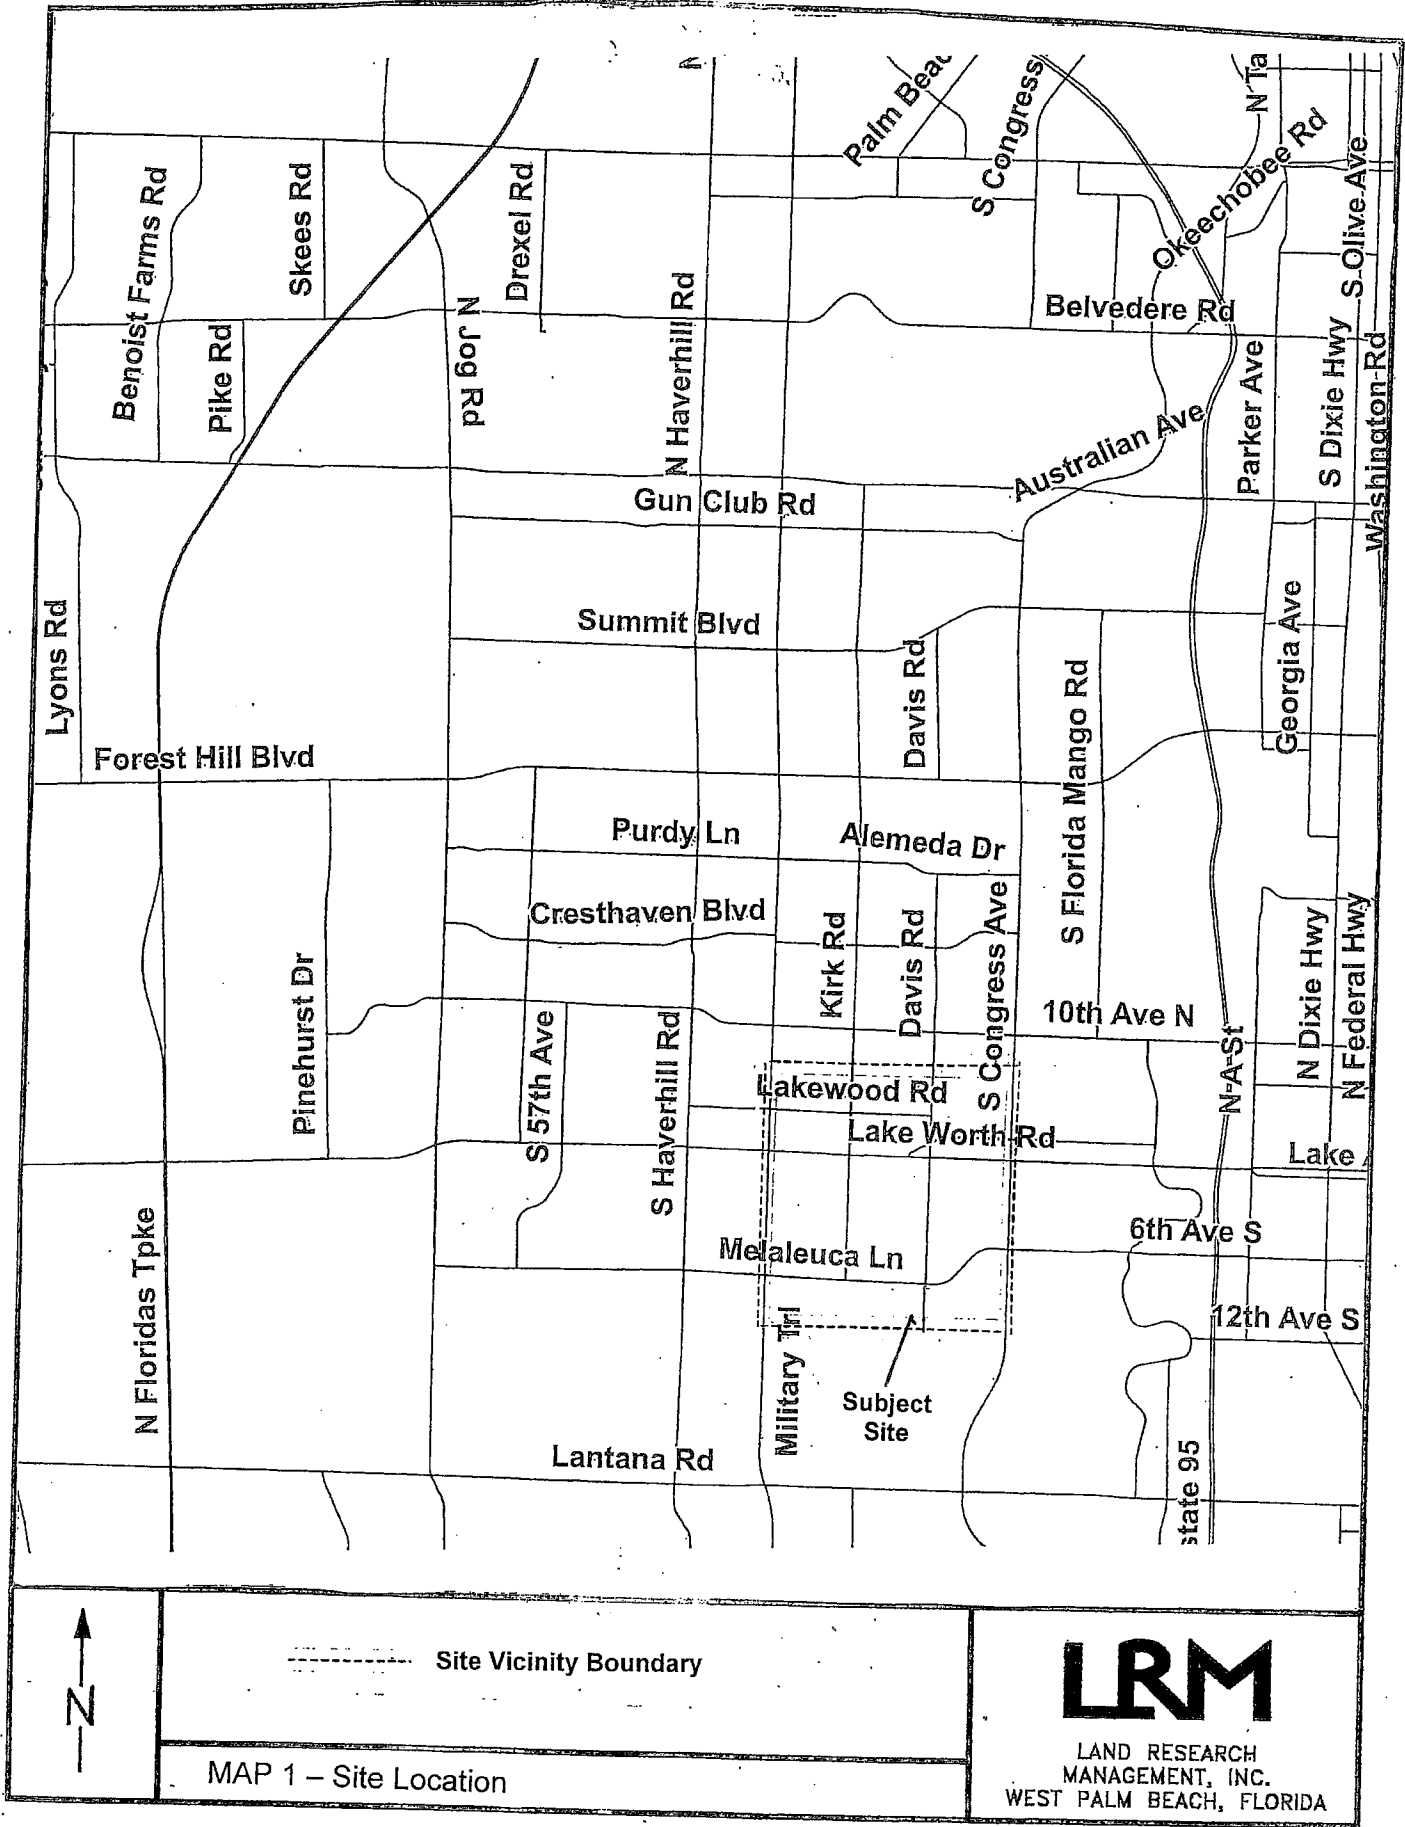 Palm Beac
S Congress
N Ta
Okeechobee Rd
S Olive Ave
Benoist Farms Rd
Skees Rd
Drexel Rd
N Jog Rd
N Haverhill Rd
Belvedere Rd
Pike Rd
Parker Ave
S Dixie Hwy
Washington Rd
Australian Ave
Gun Club Rd
Summit Blvd
Lyons Rd
Davis Rd
S Florida Mango Rd
Georgia Ave
Forest Hill Blvd
Purdy Ln
Alemeda Dr
Cresthaven Blvd
Kirk Rd
Davis Rd
S Congress Ave
N Dixie Hwy
N Federal Hwy
Pinehurst Dr
S 57th Ave
S Haverhill Rd
10th Ave N
N A St
Lakewood Rd
Lake Worth Rd
Lake
N Floridas Tpke
6th Ave S
Melaleuca Ln
12th Ave S
Military Trl
Subject
Site
Lantana Rd
state 95
N
Site Vicinity Boundary
MAP 1 – Site Location
LRM
LAND RESEARCH
MANAGEMENT, INC.
WEST PALM BEACH, FLORIDA